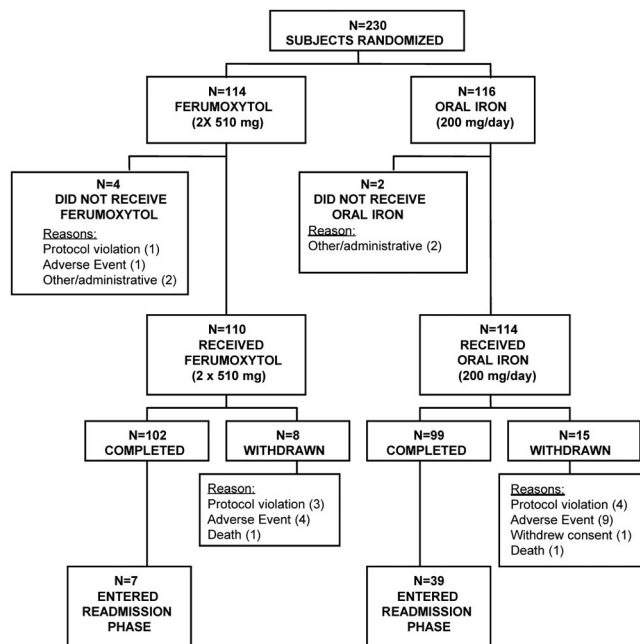 N=230
SUBJECTS RANDOMIZED
N=114
FERUMOXYTOL
(2X 510 mg)
N=116
ORAL IRON
(200 mg/day)
N=4
DID NOT RECEIVE
FERUMOXYTOL
Reasons:
Protocol violation (1)
Adverse Event (1)
Other/administrative (2)
N=2
DID NOT RECEIVE
ORAL IRON
Reason:
Other/administrative (2)
N=110
RECEIVED
FERUMOXYTOL
(2 x 510 mg)
N=114
RECEIVED
ORAL IRON
(200 mg/day)
N=102
COMPLETED
N=8
WITHDRAWN
N=99
COMPLETED
N=15
WITHDRAWN
Reason:
Protocol violation (3)
Adverse Event (4)
Death (1)
Reasons:
Protocol violation (4)
Adverse Event (9)
Withdrew consent (1)
Death (1)
N=7
ENTERED
READMISSION
PHASE
N=39
ENTERED
READMISSION
PHASE